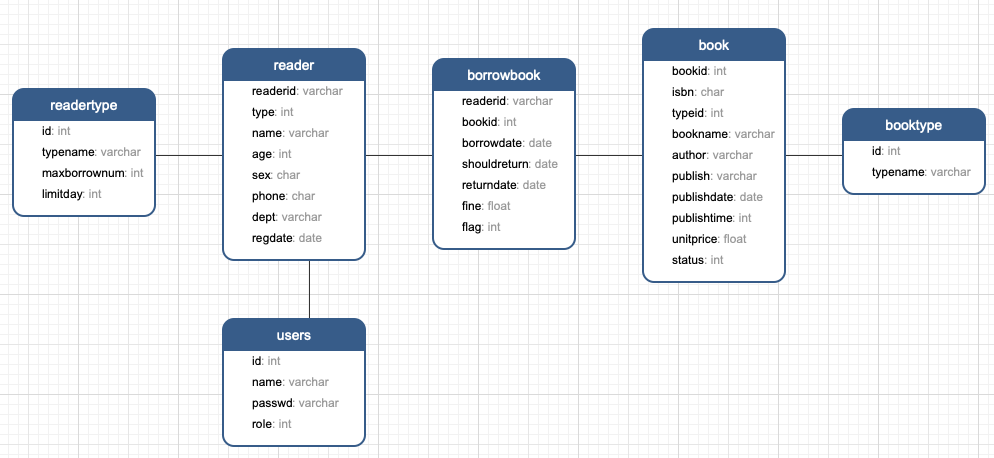 readertype
id: int
typename: varchar
maxborrownum: int
limitday: int
reader
readerid: varchar
type: int
name: varchar
age: int
sex: char
phone: char
dept: varchar
regdate: date
users
id: int
name: varchar
passwd: varchar
role: int
borrowbook
readerid: varchar
bookid: int
borrowdate: date
shouldreturn: date
returndate: date
fine: float
flag: int
book
bookid: int
isbn: char
typeid: int
bookname: varchar
author: varchar
publish: varchar
publishdate: date
publishtime: int
unitprice: float
status: int
booktype
id: int
typename: varchar